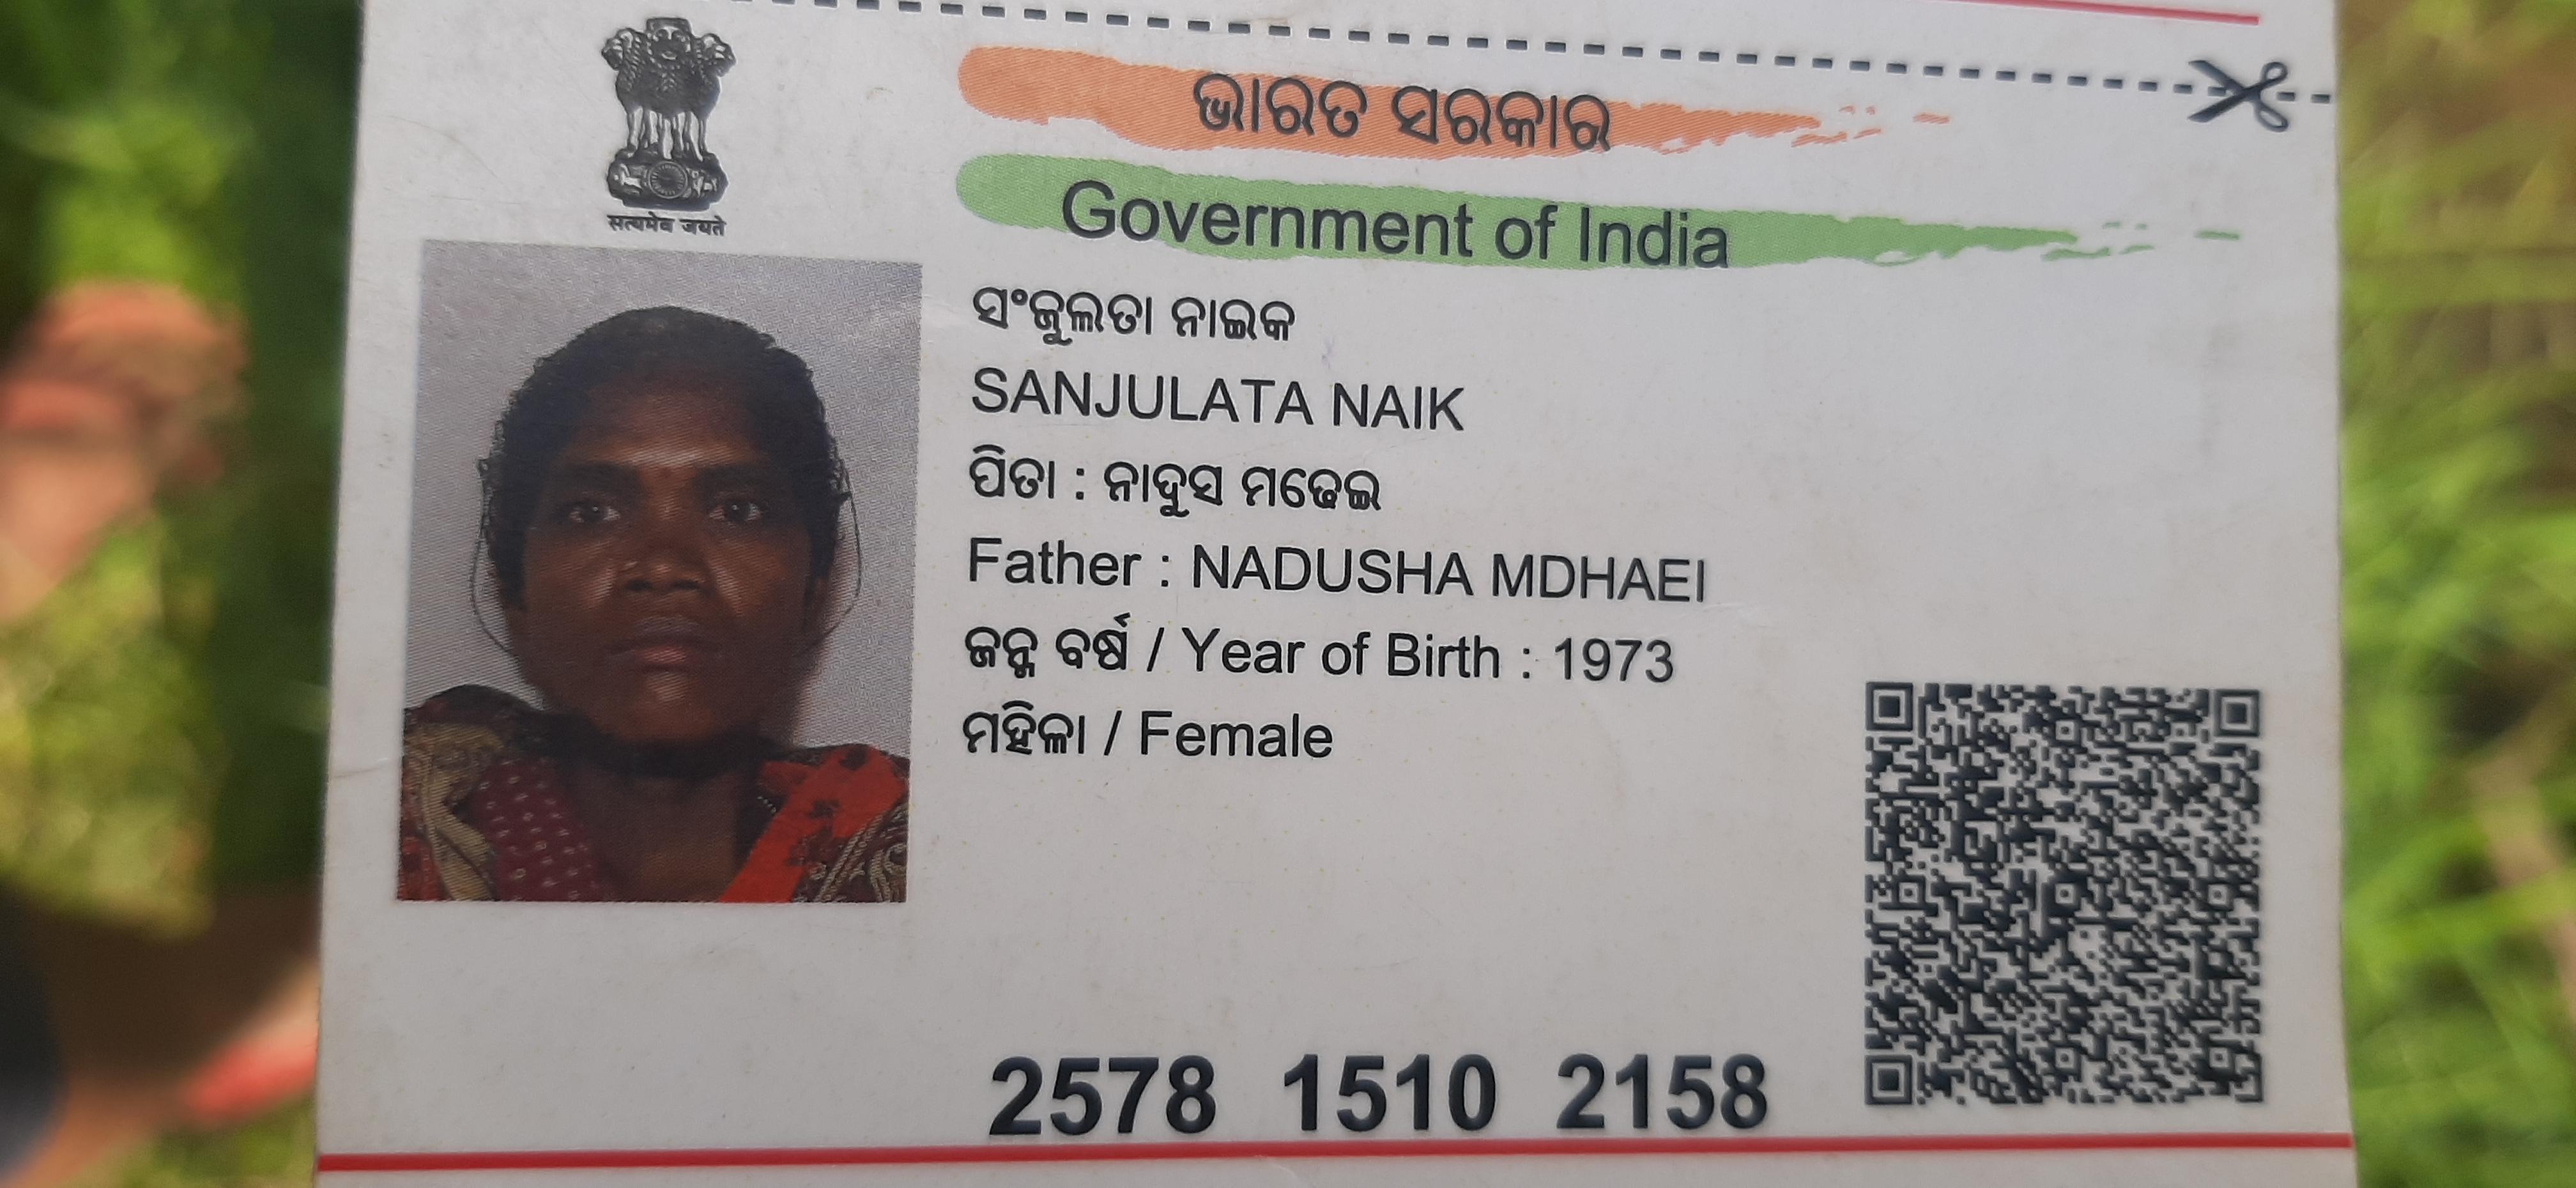 सत्यमेव जयते
ଭାରତ ସରକାର
Government of India
ସଂଜୁଲତା ନାଇକ
SANJULATA NAIK
ପିତା : ନାଦୁସ ମଢେଇ
Father : NADUSHA MDHAEI
ଜନ୍ମ ବର୍ଷ / Year of Birth : 1973
ମହିଳା / Female
2578 1510 2158